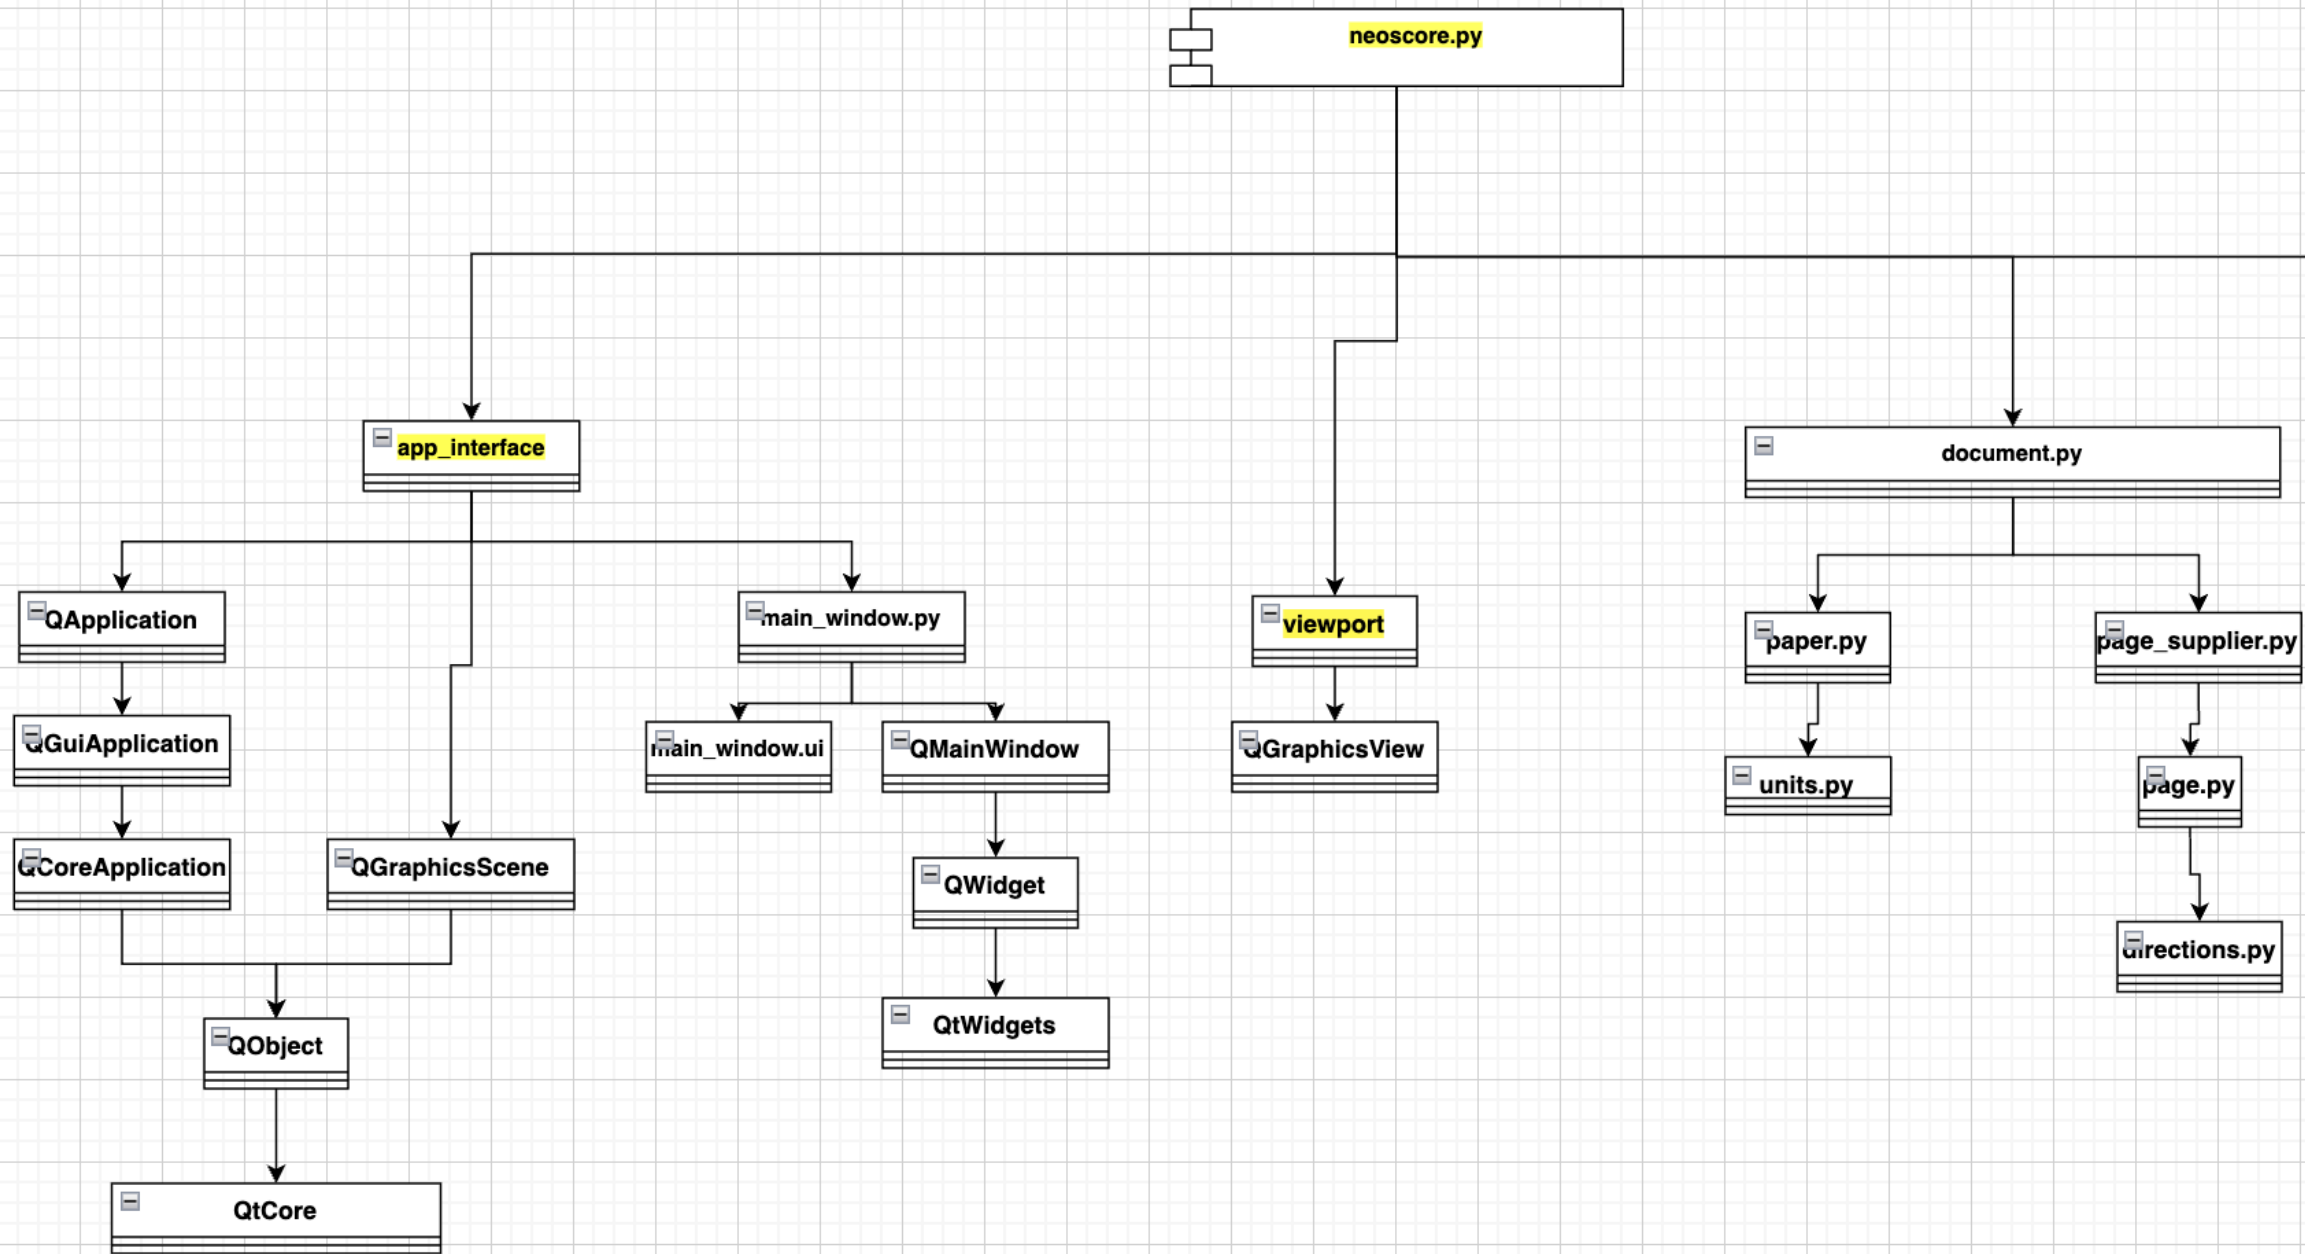 neoscore.py
app_interface
document.py
QApplication
main_window.py
viewport
paper.py
page_supplier.py
QGuiApplication
main_window.ui
QMainWindow
QGraphicsView
units.py
page.py
QCoreApplication
QGraphicsScene
QWidget
directions.py
QObject
QtWidgets
QtCore